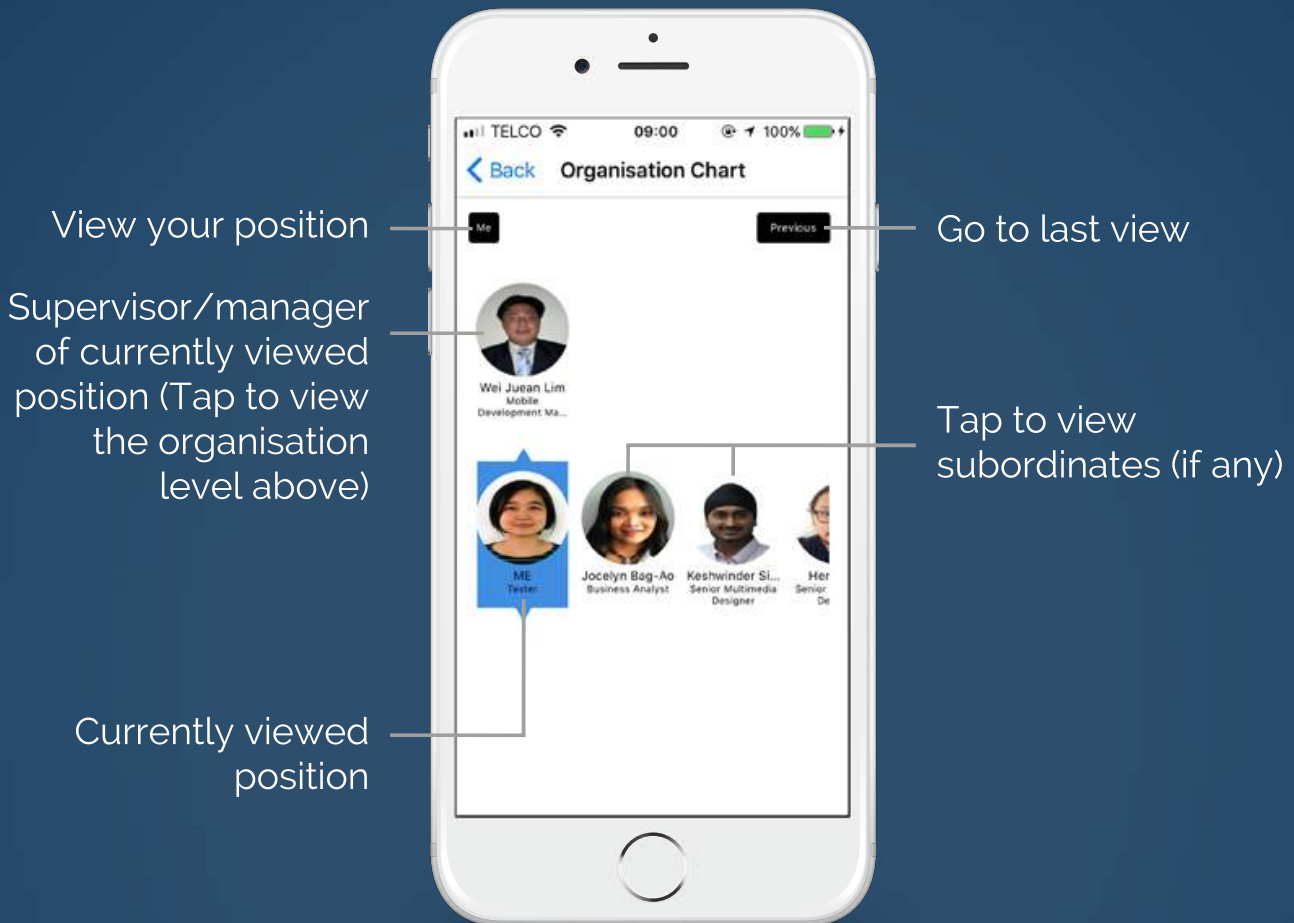 TELCO 09:00 100%
Back Organisation Chart
Me Previous
View your position
Go to last view
Supervisor/manager
of currently viewed
position (Tap to view
the organisation
level above)
Wei Juean Lim
Mobile
Development Ma...
Tap to view
subordinates (if any)
ME
Tester
Jocelyn Bag-Ao
Business Analyst
Keshwinder Si...
Senior Multimedia
Designer
Her
Senior
De
Currently viewed
position